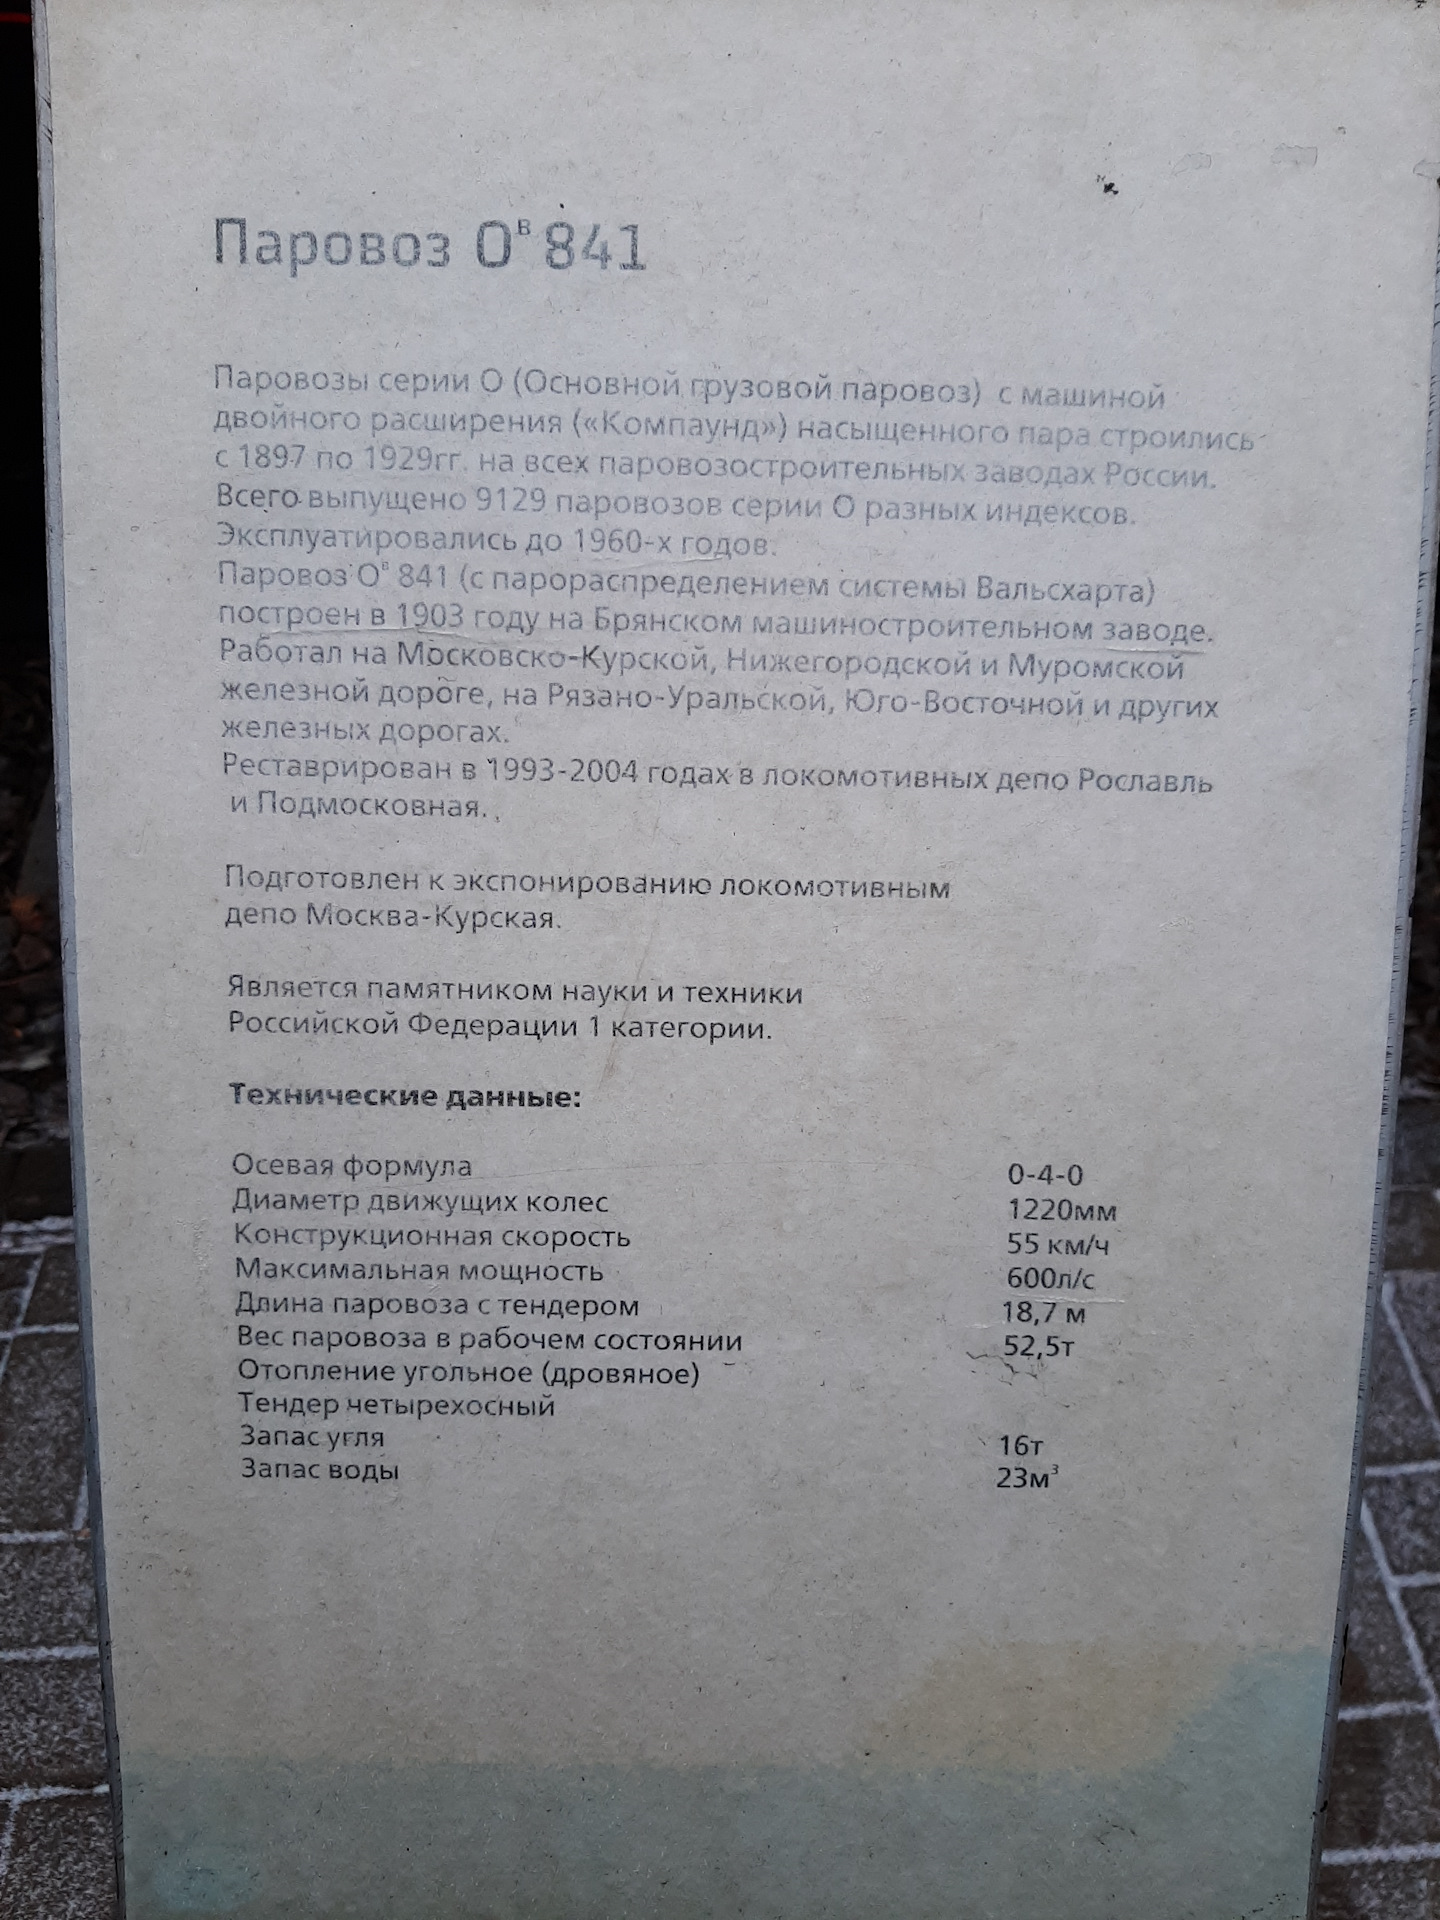 Паровоз Oᴮ 841
Паровозы серии О (Основной грузовой паровоз) с машиной
двойного расширения («Компаунд») насыщенного пара строились
с 1897 по 1929гг. на всех паровозостроительных заводах России.
Всего выпущено 9129 паровозов серии О разных индексов.
Эксплуатировались до 1960-х годов.
Паровоз Oᴮ 841 (с парораспределением системы Вальсхарта)
построен в 1903 году на Брянском машиностроительном заводе.
Работал на Московско-Курской, Нижегородской и Муромской
железной дороге, на Рязано-Уральской, Юго-Восточной и других
железных дорогах.
Реставрирован в 1993-2004 годах в локомотивных депо Рославль
и Подмосковная.
Подготовлен к экспонированию локомотивным
депо Москва-Курская.
Является памятником науки и техники
Российской Федерации 1 категории.
Технические данные:
Осевая формула 0-4-0
Диаметр движущих колес 1220мм
Конструкционная скорость 55 км/ч
Максимальная мощность 600л/с
Длина паровоза с тендером 18,7 м
Вес паровоза в рабочем состоянии 52,5т
Отопление угольное (дровяное)
Тендер четырехосный
Запас угля 16т
Запас воды 23м³